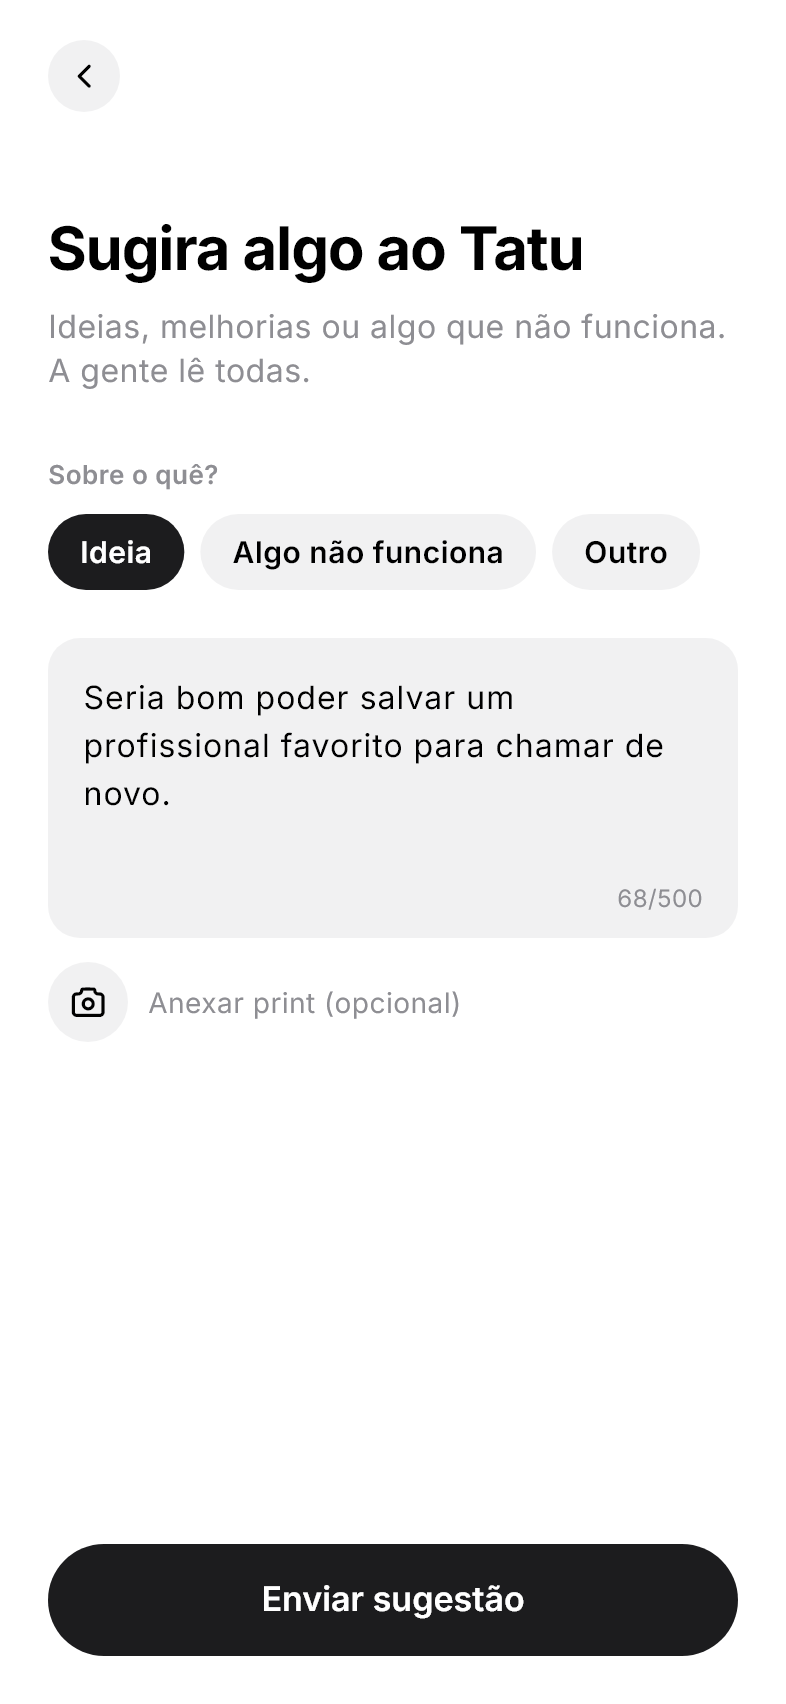 Sugira algo ao Tatu
Ideias, melhorias ou algo que não funciona.
A gente lê todas.
Sobre o quê?
Ideia
Algo não funciona
Outro
Seria bom poder salvar um
profissional favorito para chamar de
novo.
68/500
Anexar print (opcional)
Enviar sugestão